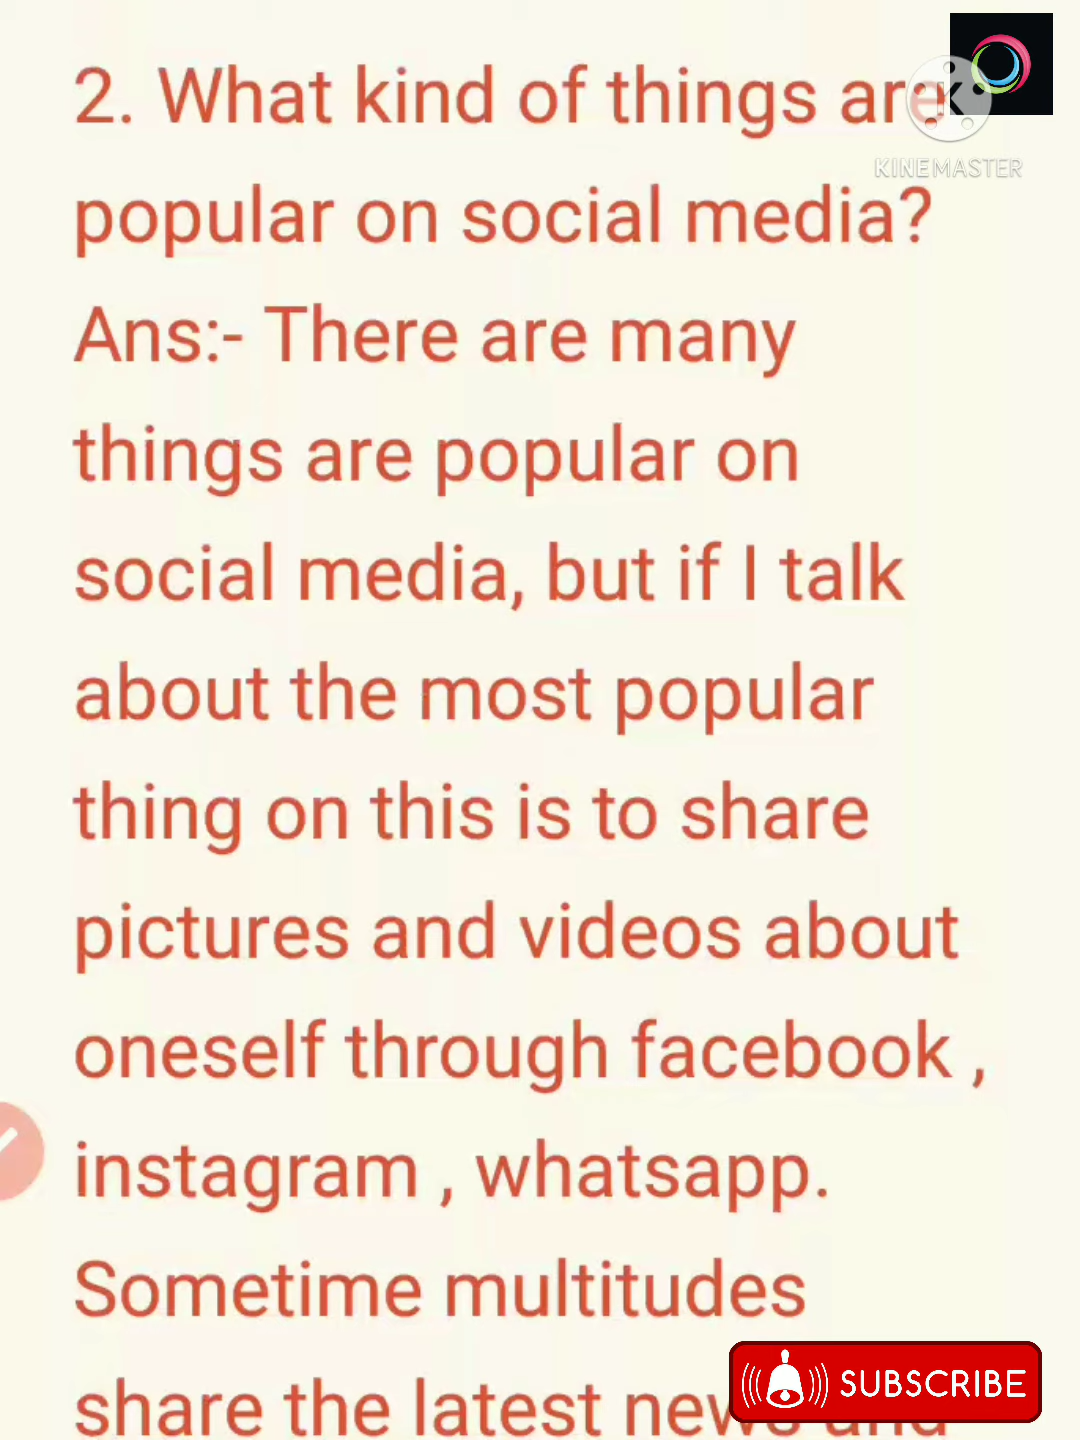 2. What kind of things are
KINEMASTER
popular on social media?
Ans:- There are many
things are popular on
social media, but if I talk
about the most popular
thing on this is to share
pictures and videos about
oneself through facebook ,
instagram , whatsapp.
Sometime multitudes
share the latest news and
SUBSCRIBE